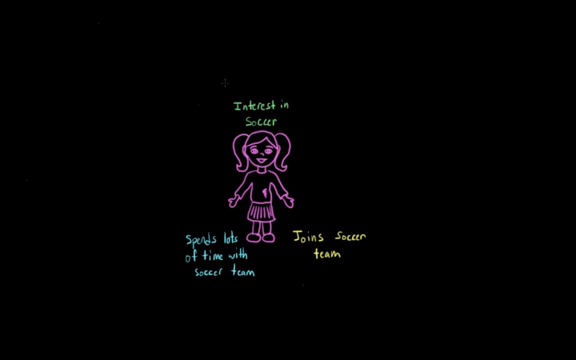 Interest in
Soccer
Spends lots
of time with
soccer team
Joins Soccer
team